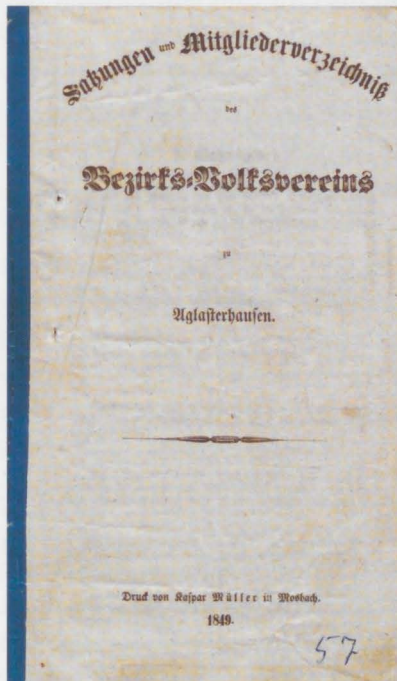 Satzungen und Mitgliederverzeichniß
des
Bezirks-Volksvereins
zu
Aglasterhausen.
Druck von Kaspar Müller in Mosbach.
1849.
57